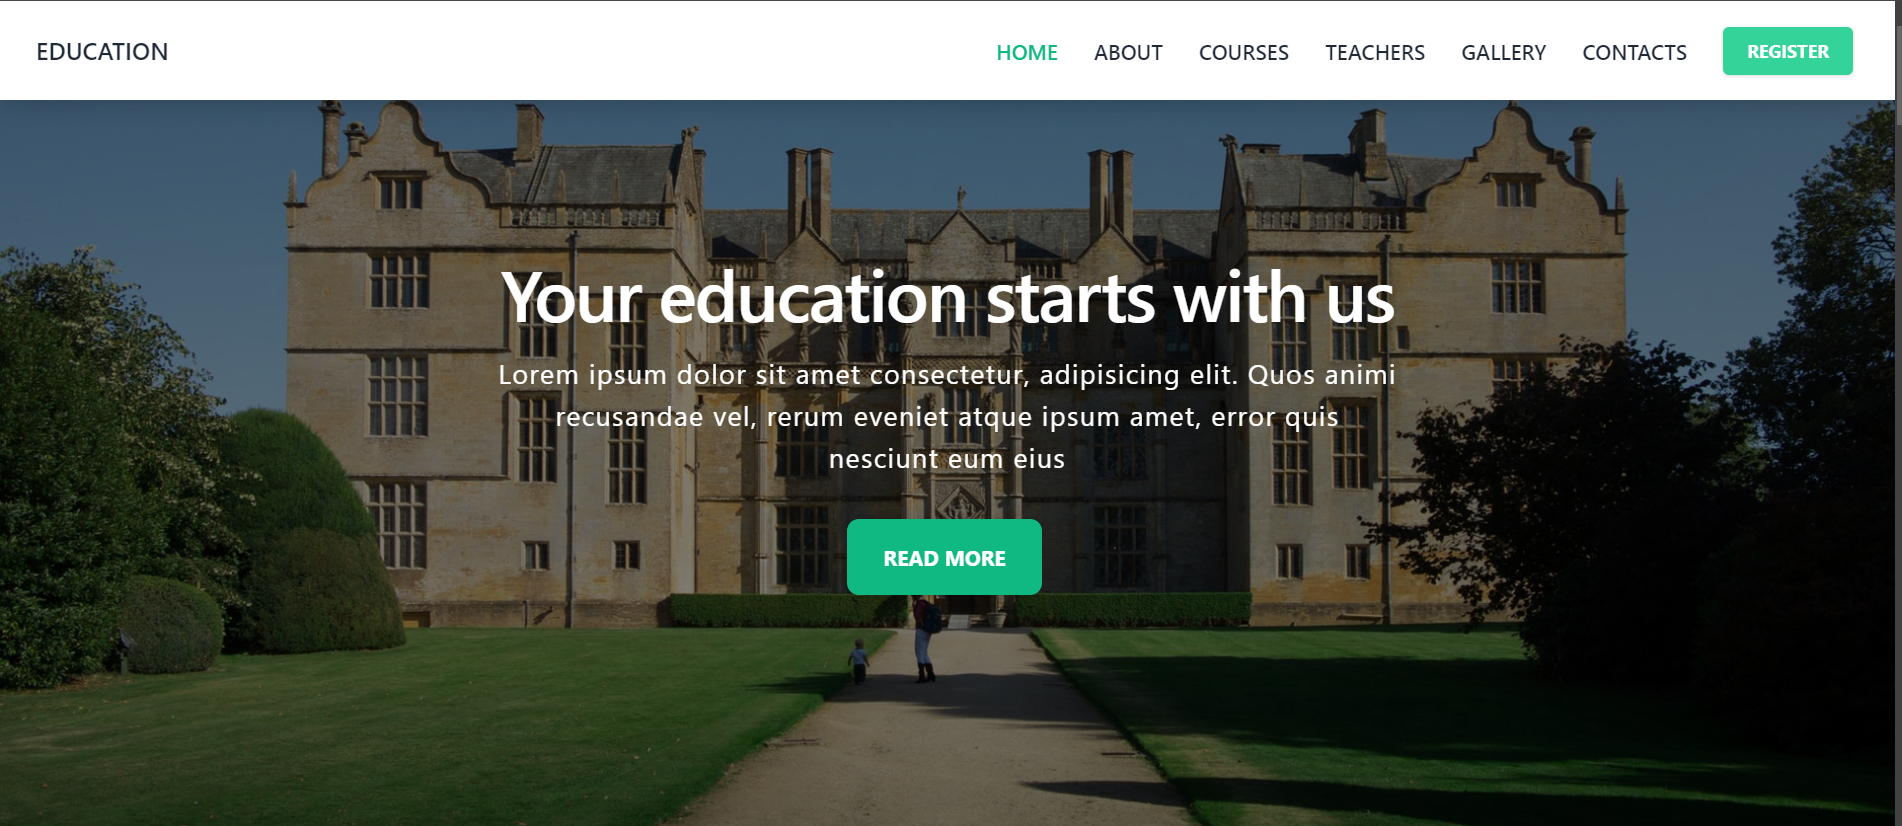 EDUCATION
HOME ABOUT COURSES TEACHERS GALLERY CONTACTS REGISTER
Your education starts with us
Lorem ipsum dolor sit amet consectetur, adipisicing elit. Quos animi
recusandae vel, rerum eveniet atque ipsum amet, error quis
nesciunt eum eius
READ MORE